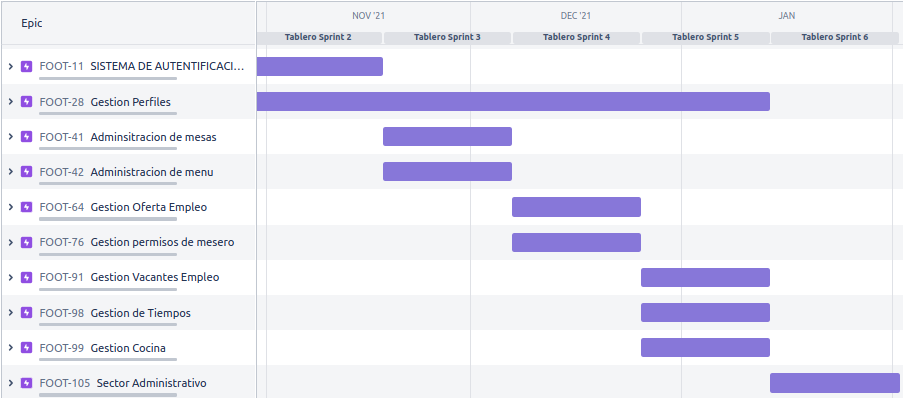 Epic
NOV '21
DEC '21
JAN
Tablero Sprint 2
Tablero Sprint 3
Tablero Sprint 4
Tablero Sprint 5
Tablero Sprint 6
FOOT-11 SISTEMA DE AUTENTIFICACI...
FOOT-28 Gestion Perfiles
FOOT-41 Adminsitracion de mesas
FOOT-42 Administracion de menu
FOOT-64 Gestion Oferta Empleo
FOOT-76 Gestion permisos de mesero
FOOT-91 Gestion Vacantes Empleo
FOOT-98 Gestion de Tiempos
FOOT-99 Gestion Cocina
FOOT-105 Sector Administrativo